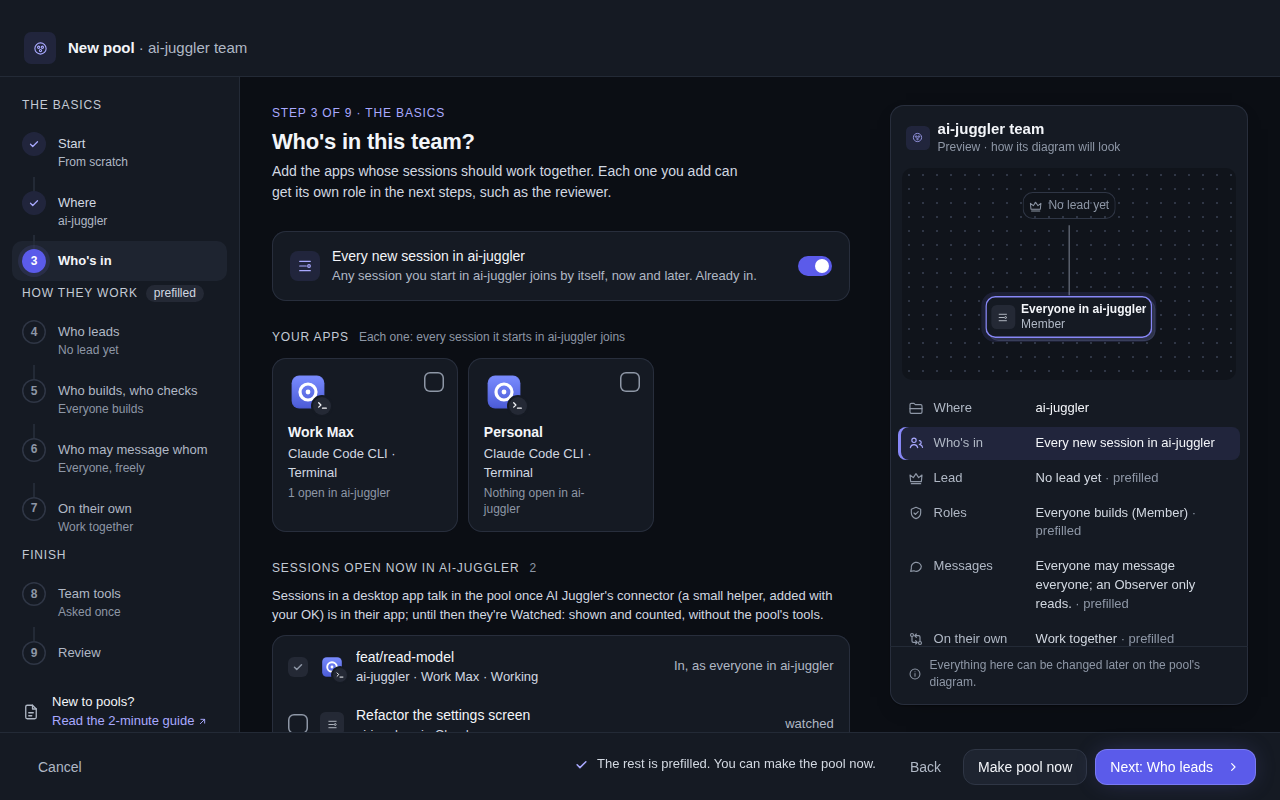 New pool · ai-juggler team
THE BASICS
Start
From scratch
Where
ai-juggler
3 Who's in
HOW THEY WORK prefilled
4 Who leads
No lead yet
5 Who builds, who checks
Everyone builds
6 Who may message whom
Everyone, freely
7 On their own
Work together
FINISH
8 Team tools
Asked once
9 Review
New to pools?
Read the 2-minute guide
STEP 3 OF 9 · THE BASICS
Who's in this team?
Add the apps whose sessions should work together. Each one you add can
get its own role in the next steps, such as the reviewer.
Every new session in ai-juggler
Any session you start in ai-juggler joins by itself, now and later. Already in.
YOUR APPS Each one: every session it starts in ai-juggler joins
Work Max
Claude Code CLI ·
Terminal
1 open in ai-juggler
Personal
Claude Code CLI ·
Terminal
Nothing open in ai-
juggler
SESSIONS OPEN NOW IN AI-JUGGLER 2
Sessions in a desktop app talk in the pool once AI Juggler's connector (a small helper, added with
your OK) is in their app; until then they're Watched: shown and counted, without the pool's tools.
feat/read-model
ai-juggler · Work Max · Working
In, as everyone in ai-juggler
Refactor the settings screen
watched
ai-juggler team
Preview · how its diagram will look
No lead yet
Everyone in ai-juggler
Member
Where ai-juggler
Who's in Every new session in ai-juggler
Lead No lead yet · prefilled
Roles Everyone builds (Member) ·
prefilled
Messages Everyone may message
everyone; an Observer only
reads. · prefilled
On their own Work together · prefilled
Everything here can be changed later on the pool's
diagram.
Cancel
The rest is prefilled. You can make the pool now.
Back
Make pool now
Next: Who leads